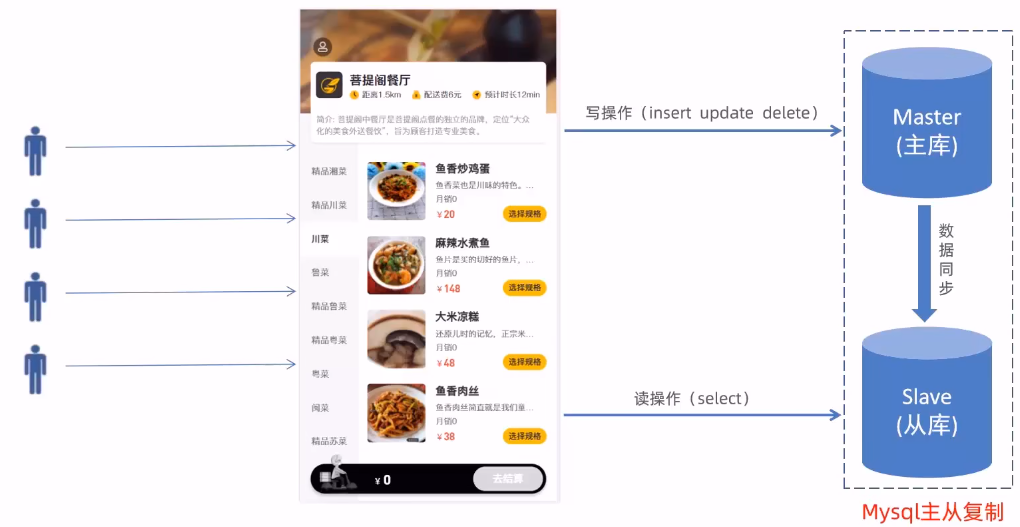 菩提阁餐厅
距离1.5km 配送费6元 预计时长12min
简介: 菩提阁中餐厅是菩提阁点餐的独立的品牌，定位"大众
化的美食外送餐饮"，旨为顾客打造专业美食。
精品湘菜
精品川菜
川菜
鲁菜
精品鲁菜
精品粤菜
粤菜
闽菜
精品苏菜
鱼香炒鸡蛋
鱼香菜也是川味的特色。...
月销0
¥20
选择规格
麻辣水煮鱼
鱼片是买的切好的鱼片，...
月销0
¥148
选择规格
大米凉糕
还原儿时的记忆，正宗米...
月销0
¥48
选择规格
鱼香肉丝
鱼香肉丝简直就是我们童...
月销0
¥38
选择规格
¥ 0
去结算
写操作（insert update delete）
读操作（select）
Master
(主库)
数
据
同
步
Slave
(从库)
Mysql主从复制